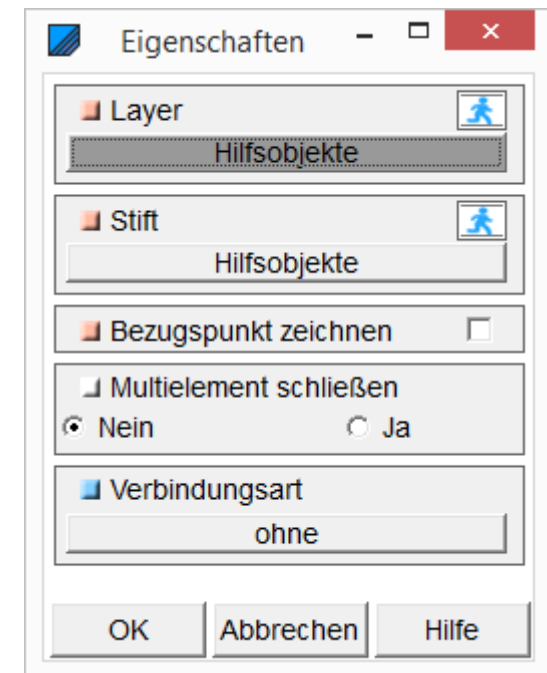 Eigenschaften
Layer
Hilfsobjekte
Stift
Hilfsobjekte
Bezugspunkt zeichnen
Multielement schließen
Nein Ja
Verbindungsart
ohne
OK Abbrechen Hilfe